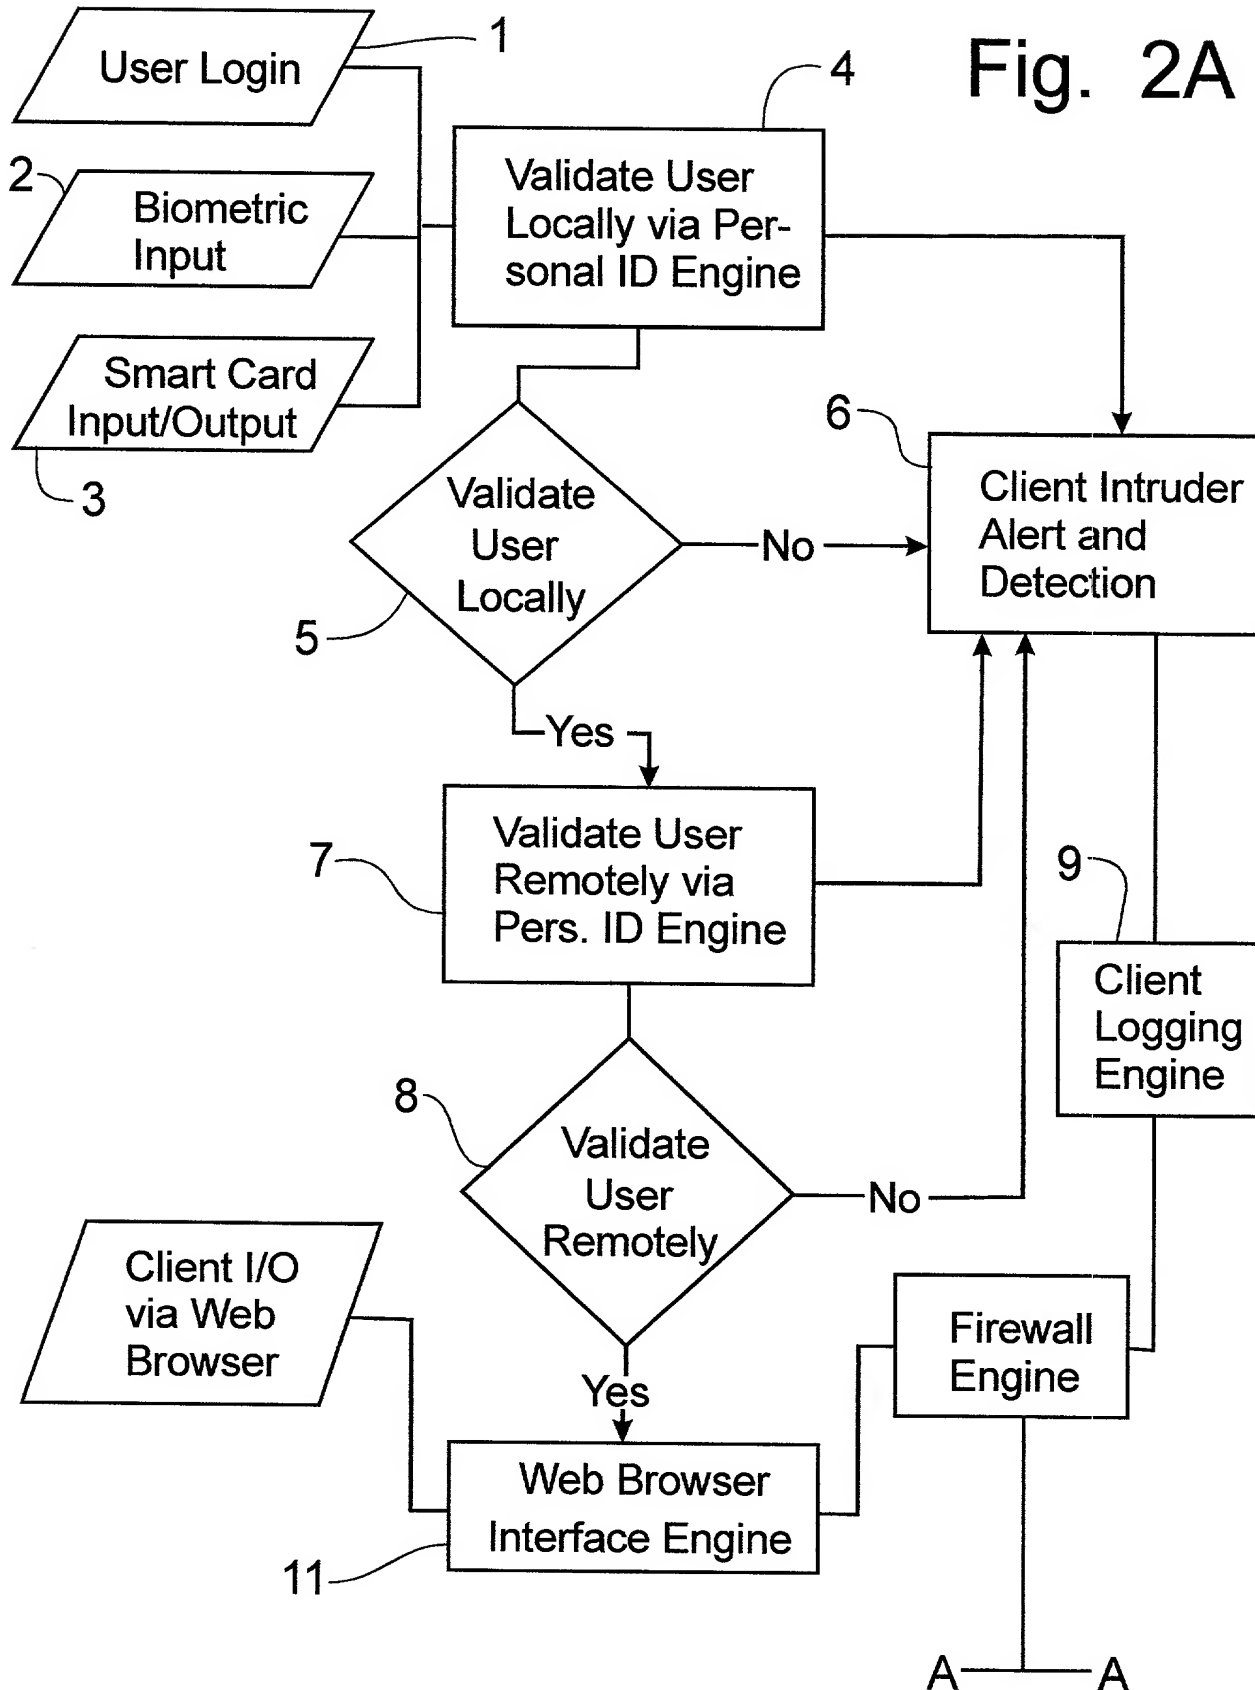 Fig. 2A
1
User Login
4
2
Biometric
Input
Validate User
Locally via Per-
sonal ID Engine
Smart Card
Input/Output
3
6
Client Intruder
Alert and
Detection
Validate
User
Locally
No
5
Yes
7
Validate User
Remotely via
Pers. ID Engine
9
Client
Logging
Engine
8
Validate
User
Remotely
No
Client I/O
via Web
Browser
Firewall
Engine
Yes
Web Browser
Interface Engine
11
A A